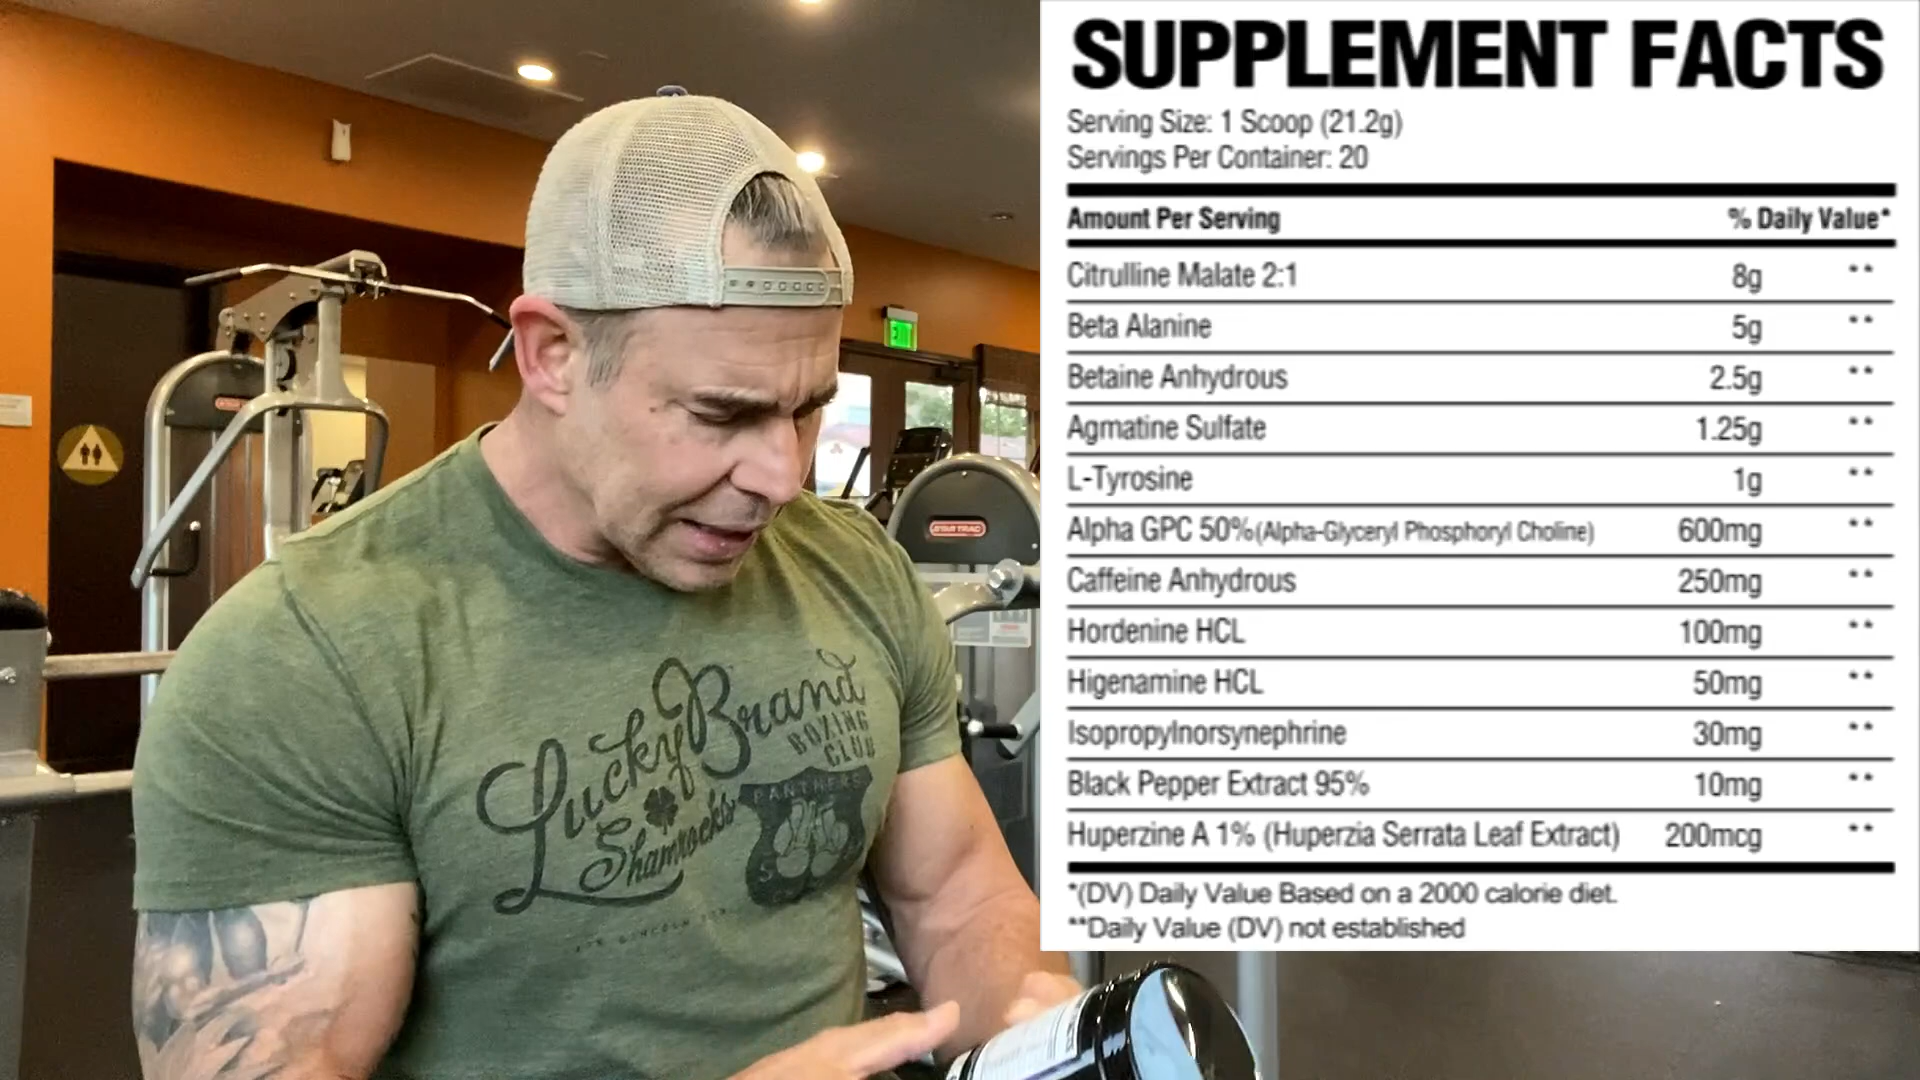 SUPPLEMENT FACTS
Serving Size: 1 Scoop (21.2g)
Servings Per Container: 20
Amount Per Serving % Daily Value*
Citrulline Malate 2:1 8g **
Beta Alanine 5g **
Betaine Anhydrous 2.5g **
Agmatine Sulfate 1.25g **
L-Tyrosine 1g **
Alpha GPC 50% (Alpha-Glyceryl Phosphoryl Choline) 600mg **
Caffeine Anhydrous 250mg **
Hordenine HCL 100mg **
Higenamine HCL 50mg **
Isopropylnorsynephrine 30mg **
Black Pepper Extract 95% 10mg **
Huperzine A 1% (Huperzia Serrata Leaf Extract) 200mcg **
*(DV) Daily Value Based on a 2000 calorie diet.
**Daily Value (DV) not established
STAR TRAC
Lucky Brand
BOXING
CLUB
Shamrocks
PANTHERS